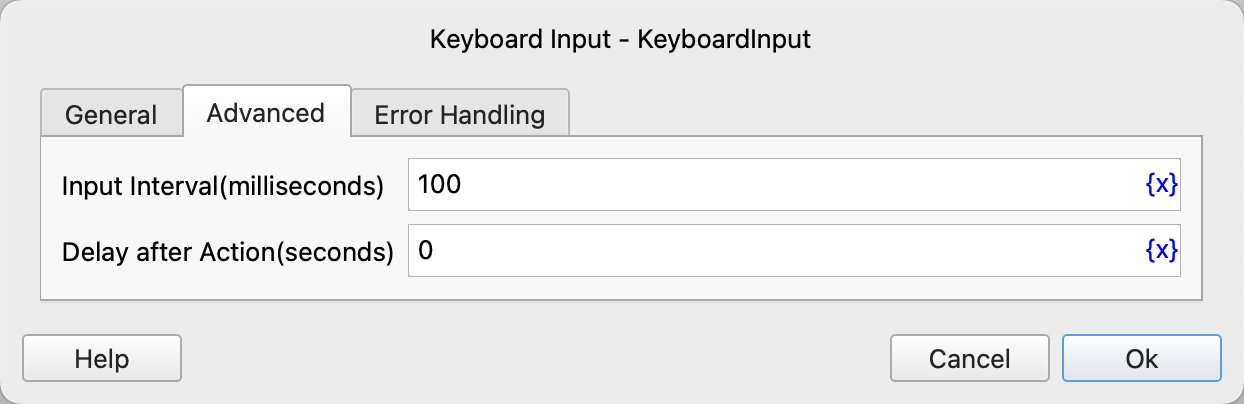 Keyboard Input - KeyboardInput
General Advanced Error Handling
Input Interval(milliseconds) 100 {x}
Delay after Action(seconds) 0 {x}
Help Cancel Ok